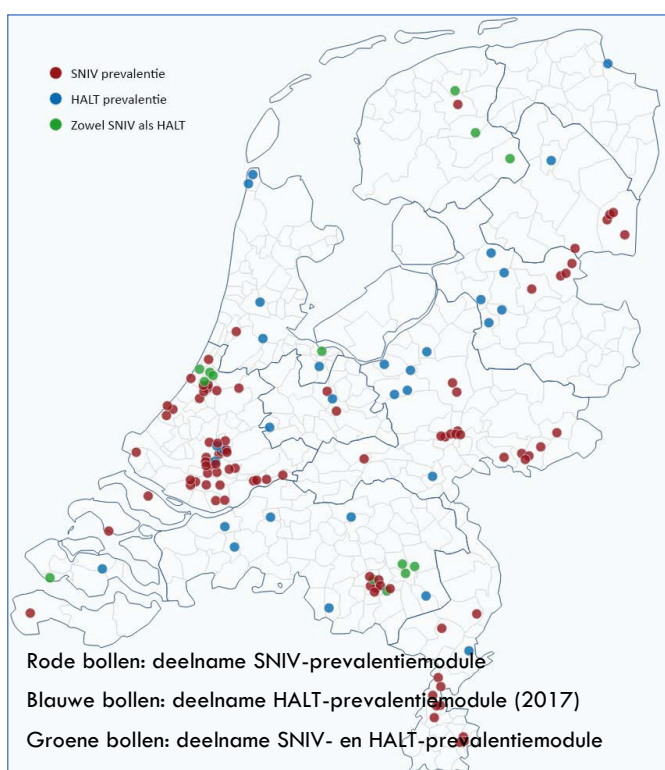 SNIV prevalentie
HALT prevalentie
Zowel SNIV als HALT
Rode bollen: deelname SNIV-prevalentiemodule
Blauwe bollen: deelname HALT-prevalentiemodule (2017)
Groene bollen: deelname SNIV- en HALT-prevalentiemodule